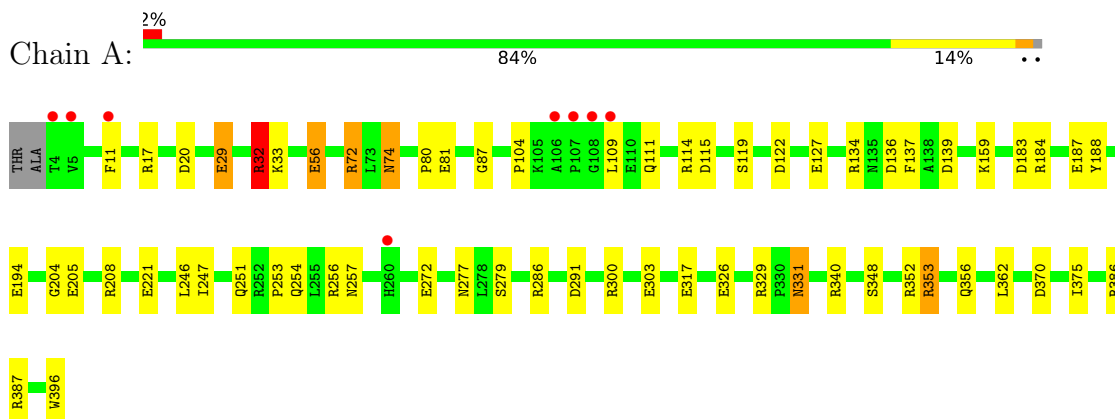 2%
Chain A:
84% 14% • •
THR ALA T4 V5 F11 R17 D20 E29 R32 K33 E56 R72 L73 N74 P80 E81 G87 P104 K105 A106 P107 G108 L109 E110 Q111 R114 D115 S119 D122 E127 R134 N135 D136 F137 A138 D139 K159 D183 R184 E187 Y188
E194 G204 E205 R208 E221 L246 I247 Q251 R252 P253 Q254 L255 R256 N257 H260 E272 N277 L278 S279 R286 D291 R300 E303 E317 E326 R329 P330 N331 R340 S348 R352 R353 Q356 L362 D370 I375
R387 W396